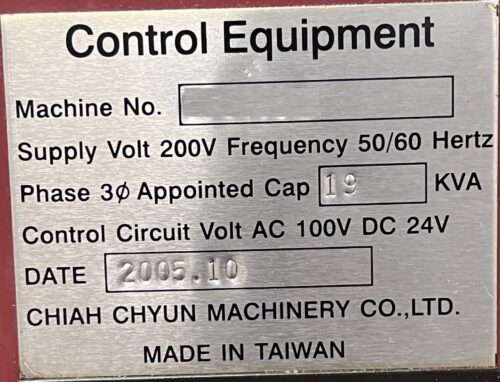 Control Equipment
Machine No.
Supply Volt 200V Frequency 50/60 Hertz
Phase 3ø Appointed Cap 19 KVA
Control Circuit Volt AC 100V DC 24V
DATE 2005.10
CHIAH CHYUN MACHINERY CO.,LTD.
MADE IN TAIWAN